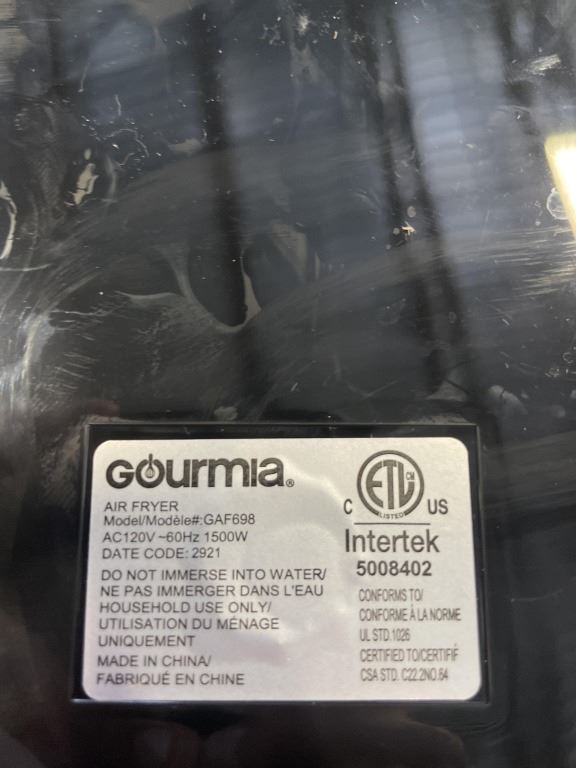 GOURMIA®
AIR FRYER
Model/Modèle#:GAF698
AC120V ~60Hz 1500W
DATE CODE: 2921
DO NOT IMMERSE INTO WATER/
NE PAS IMMERGER DANS L'EAU
HOUSEHOLD USE ONLY/
UTILISATION DU MÉNAGE
UNIQUEMENT
MADE IN CHINA/
FABRIQUÉ EN CHINE
ETL CM
LISTED
C US
Intertek
5008402
CONFORMS TO/
CONFORME À LA NORME
UL STD.1026
CERTIFIED TO/CERTIFIÉ
CSA STD. C22.2NO.64